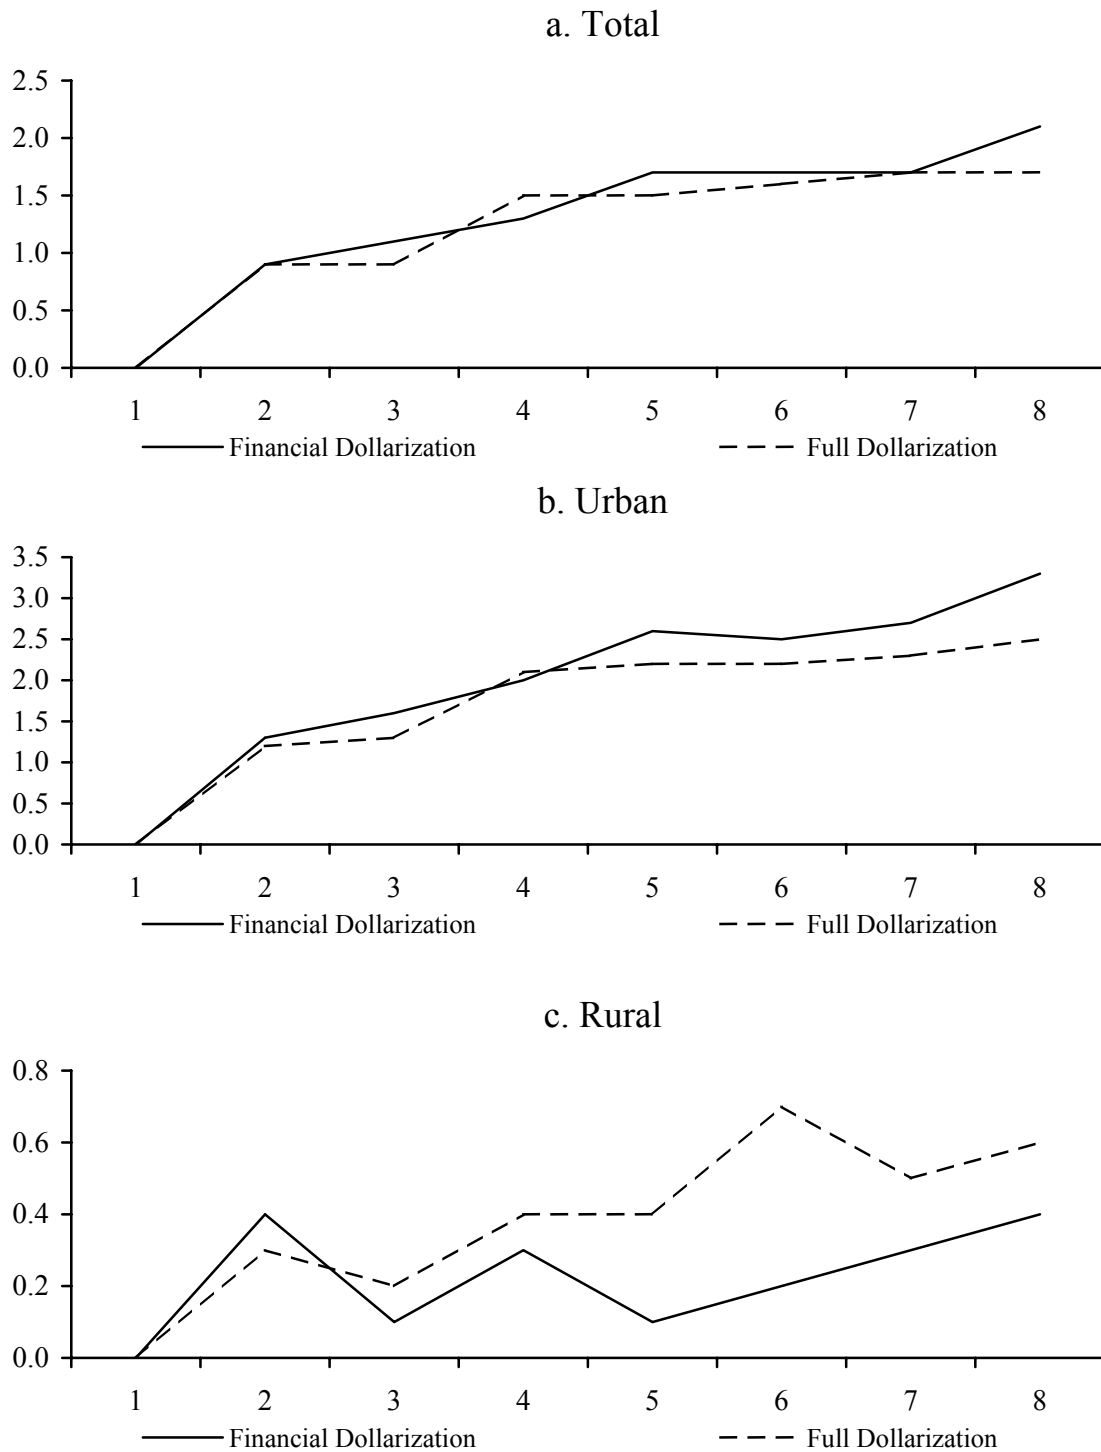 a. Total
2.5
2.0
1.5
1.0
0.5
0.0
1 2 3 4 5 6 7 8
Financial Dollarization Full Dollarization
b. Urban
3.5
3.0
2.5
2.0
1.5
1.0
0.5
0.0
1 2 3 4 5 6 7 8
Financial Dollarization Full Dollarization
c. Rural
0.8
0.6
0.4
0.2
0.0
1 2 3 4 5 6 7 8
Financial Dollarization Full Dollarization